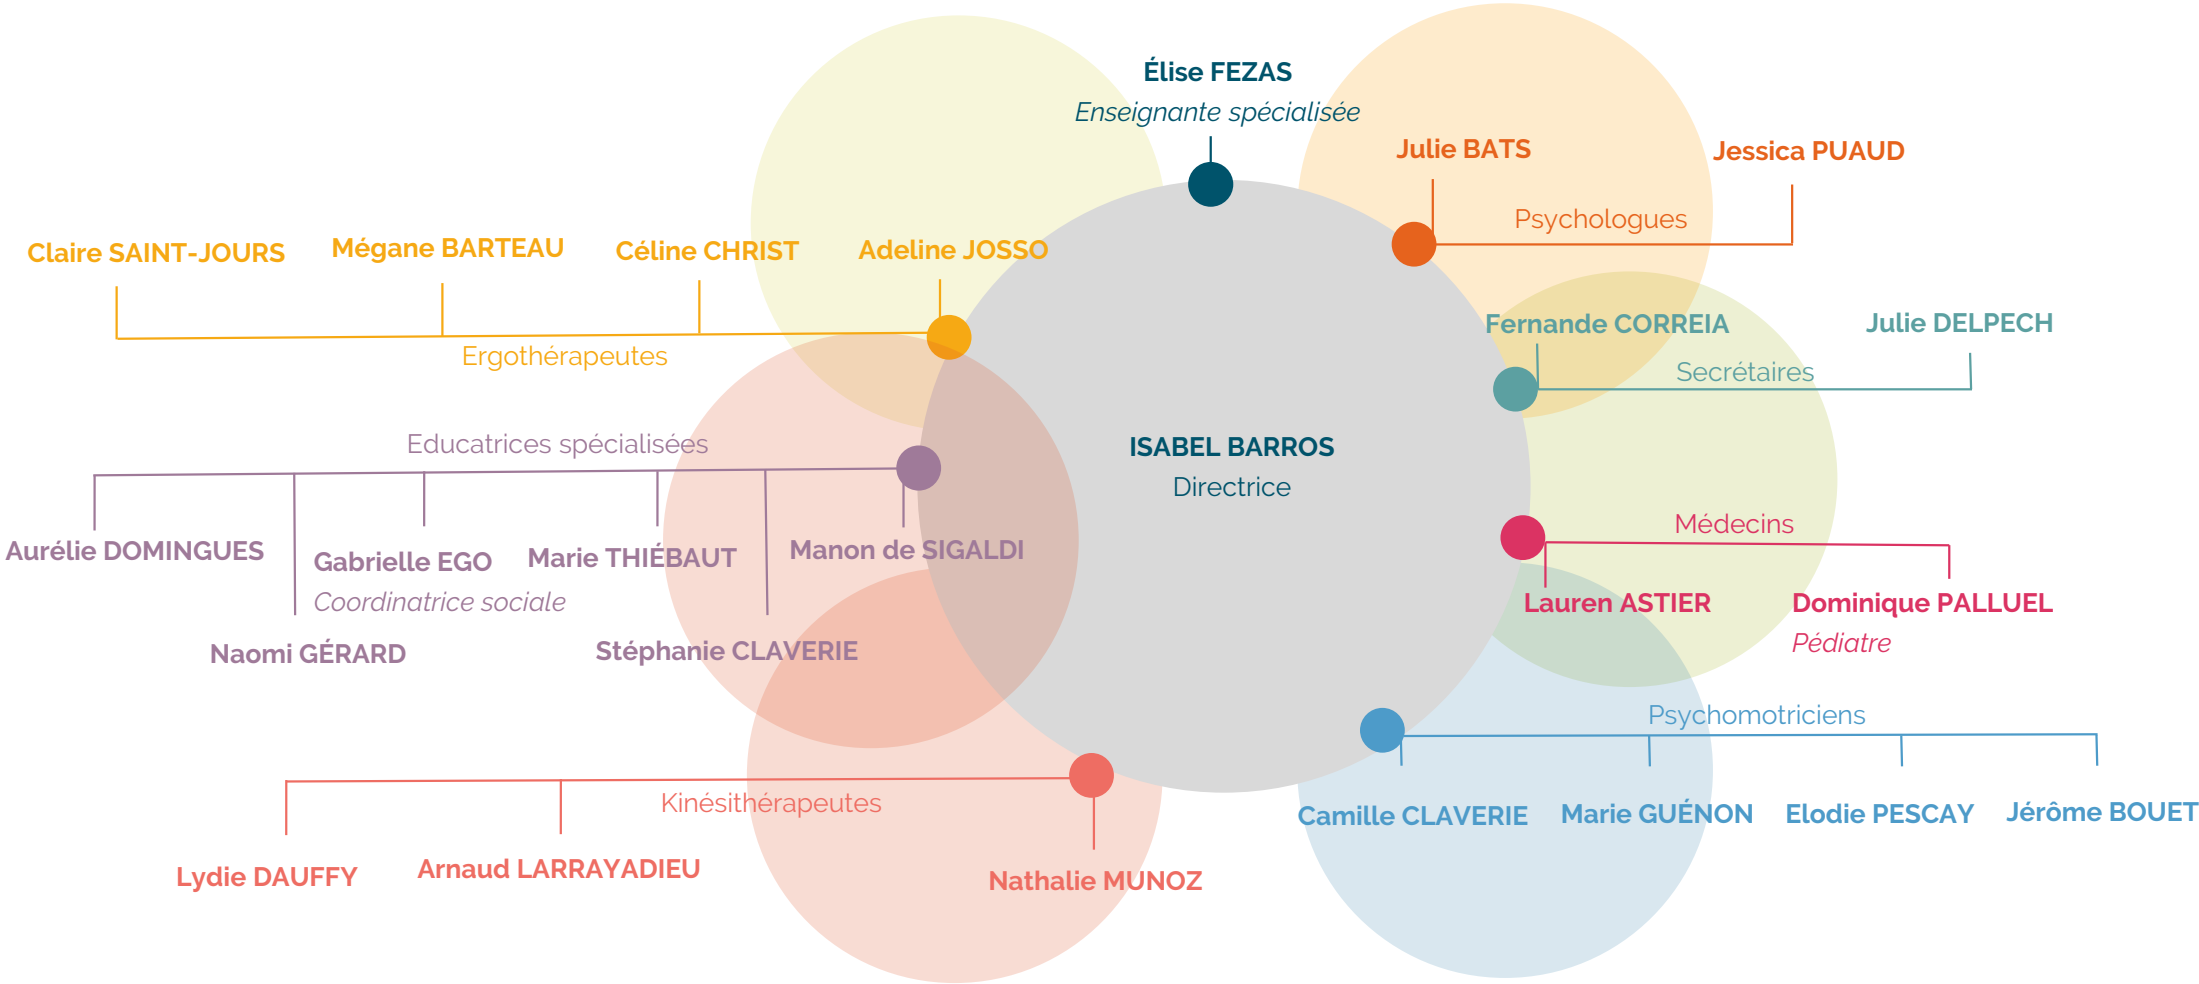 Élise FEZAS
Enseignante spécialisée
Julie BATS
Jessica PUAUD
Psychologues
Claire SAINT-JOURS
Mégane BARTEAU
Céline CHRIST
Adeline JOSSO
Ergothérapeutes
Fernande CORREIA
Julie DELPECH
Secrétaires
ISABEL BARROS
Directrice
Educatrices spécialisées
Aurélie DOMINGUES
Gabrielle EGO
Coordinatrice sociale
Marie THIÉBAUT
Manon de SIGALDI
Naomi GÉRARD
Stéphanie CLAVERIE
Médecins
Lauren ASTIER
Dominique PALLUEL
Pédiatre
Psychomotriciens
Camille CLAVERIE
Marie GUÉNON
Elodie PESCAY
Jérôme BOUET
Kinésithérapeutes
Lydie DAUFFY
Arnaud LARRAYADIEU
Nathalie MUNOZ